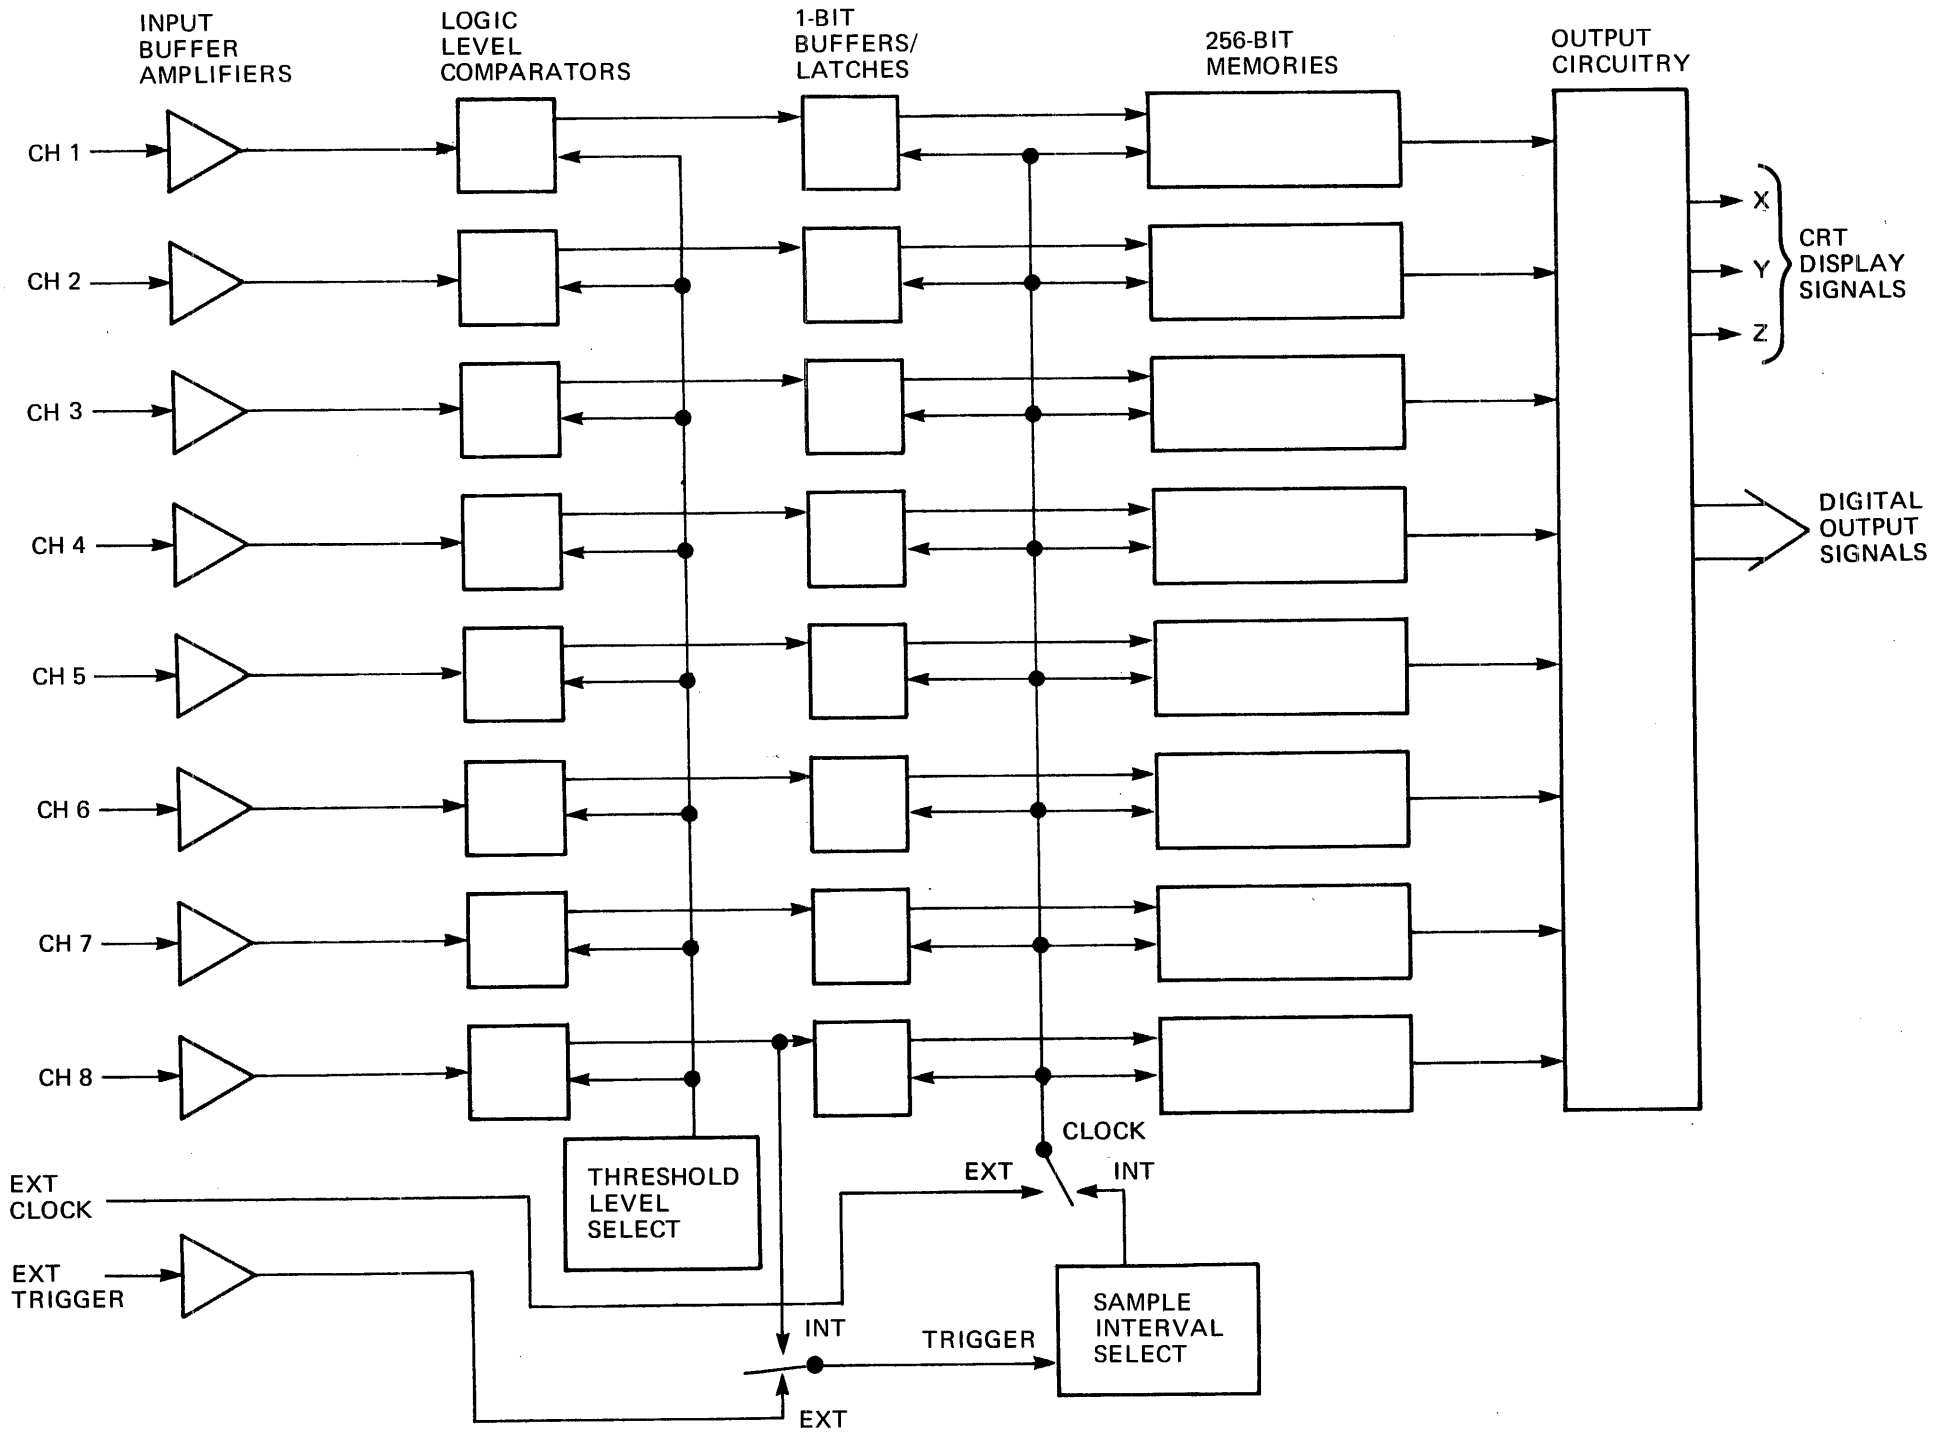 INPUT
BUFFER
AMPLIFIERS
LOGIC
LEVEL
COMPARATORS
1-BIT
BUFFERS/
LATCHES
256-BIT
MEMORIES
OUTPUT
CIRCUITRY
CH 1
CH 2
CH 3
CH 4
CH 5
CH 6
CH 7
CH 8
X
Y
Z
CRT
DISPLAY
SIGNALS
DIGITAL
OUTPUT
SIGNALS
CLOCK
EXT
INT
THRESHOLD
LEVEL
SELECT
EXT
CLOCK
EXT
TRIGGER
INT
TRIGGER
EXT
SAMPLE
INTERVAL
SELECT